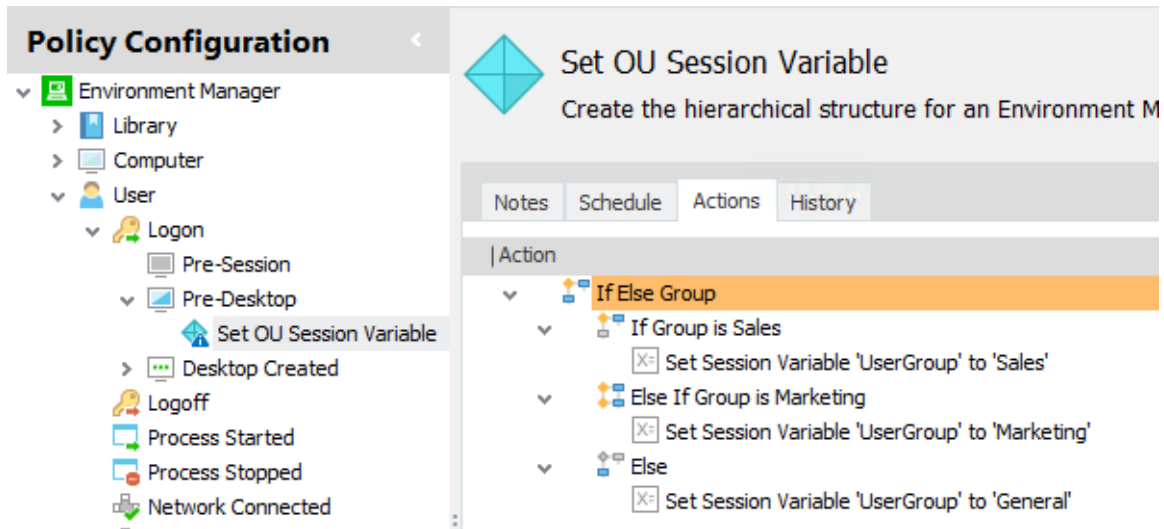 Policy Configuration
Environment Manager
Library
Computer
User
Logon
Pre-Session
Pre-Desktop
Set OU Session Variable
Desktop Created
Logoff
Process Started
Process Stopped
Network Connected
Set OU Session Variable
Create the hierarchical structure for an Environment M
Notes Schedule Actions History
Action
If Else Group
If Group is Sales
X= Set Session Variable 'UserGroup' to 'Sales'
Else If Group is Marketing
X= Set Session Variable 'UserGroup' to 'Marketing'
Else
X= Set Session Variable 'UserGroup' to 'General'